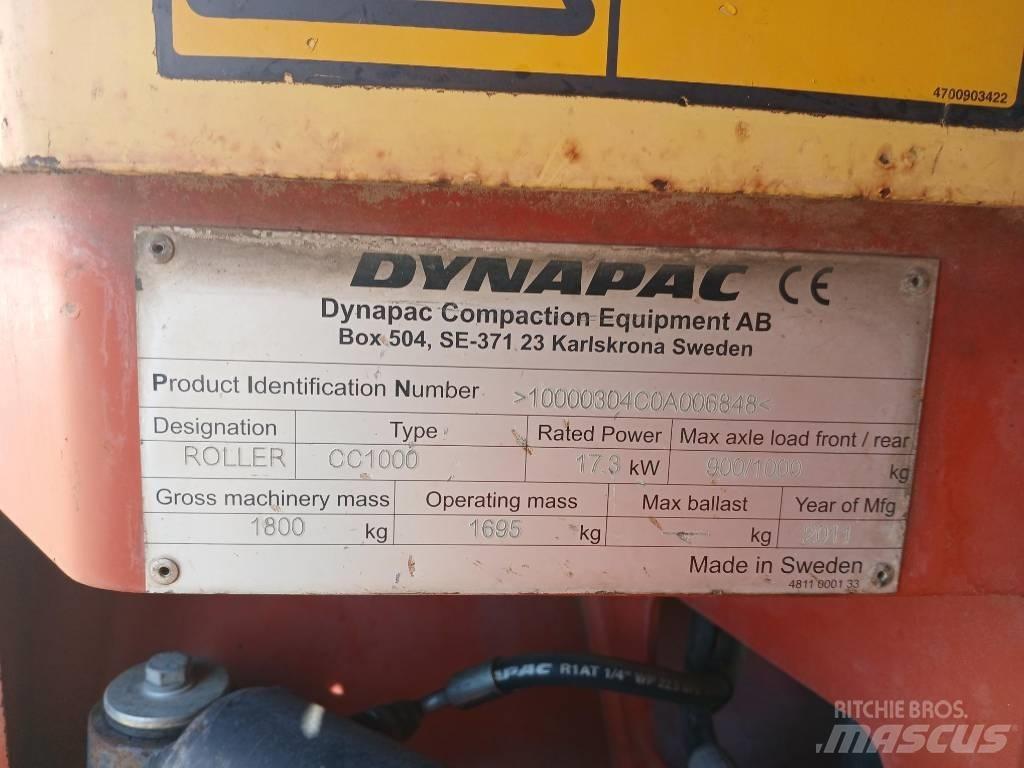 4700903422
DYNAPAC CE
Dynapac Compaction Equipment AB
Box 504, SE-371 23 Karlskrona Sweden
Product Identification Number >10000304C0A006848<
Designation Type Rated Power Max axle load front / rear
ROLLER CC1000 17.3 kW 900/1000 kg
Gross machinery mass Operating mass Max ballast Year of Mfg
1800 kg 1695 kg — kg 2011
Made in Sweden
4811 0001 33
APAC R1AT 1/4" WP
RITCHIE BROS.
MASCUS